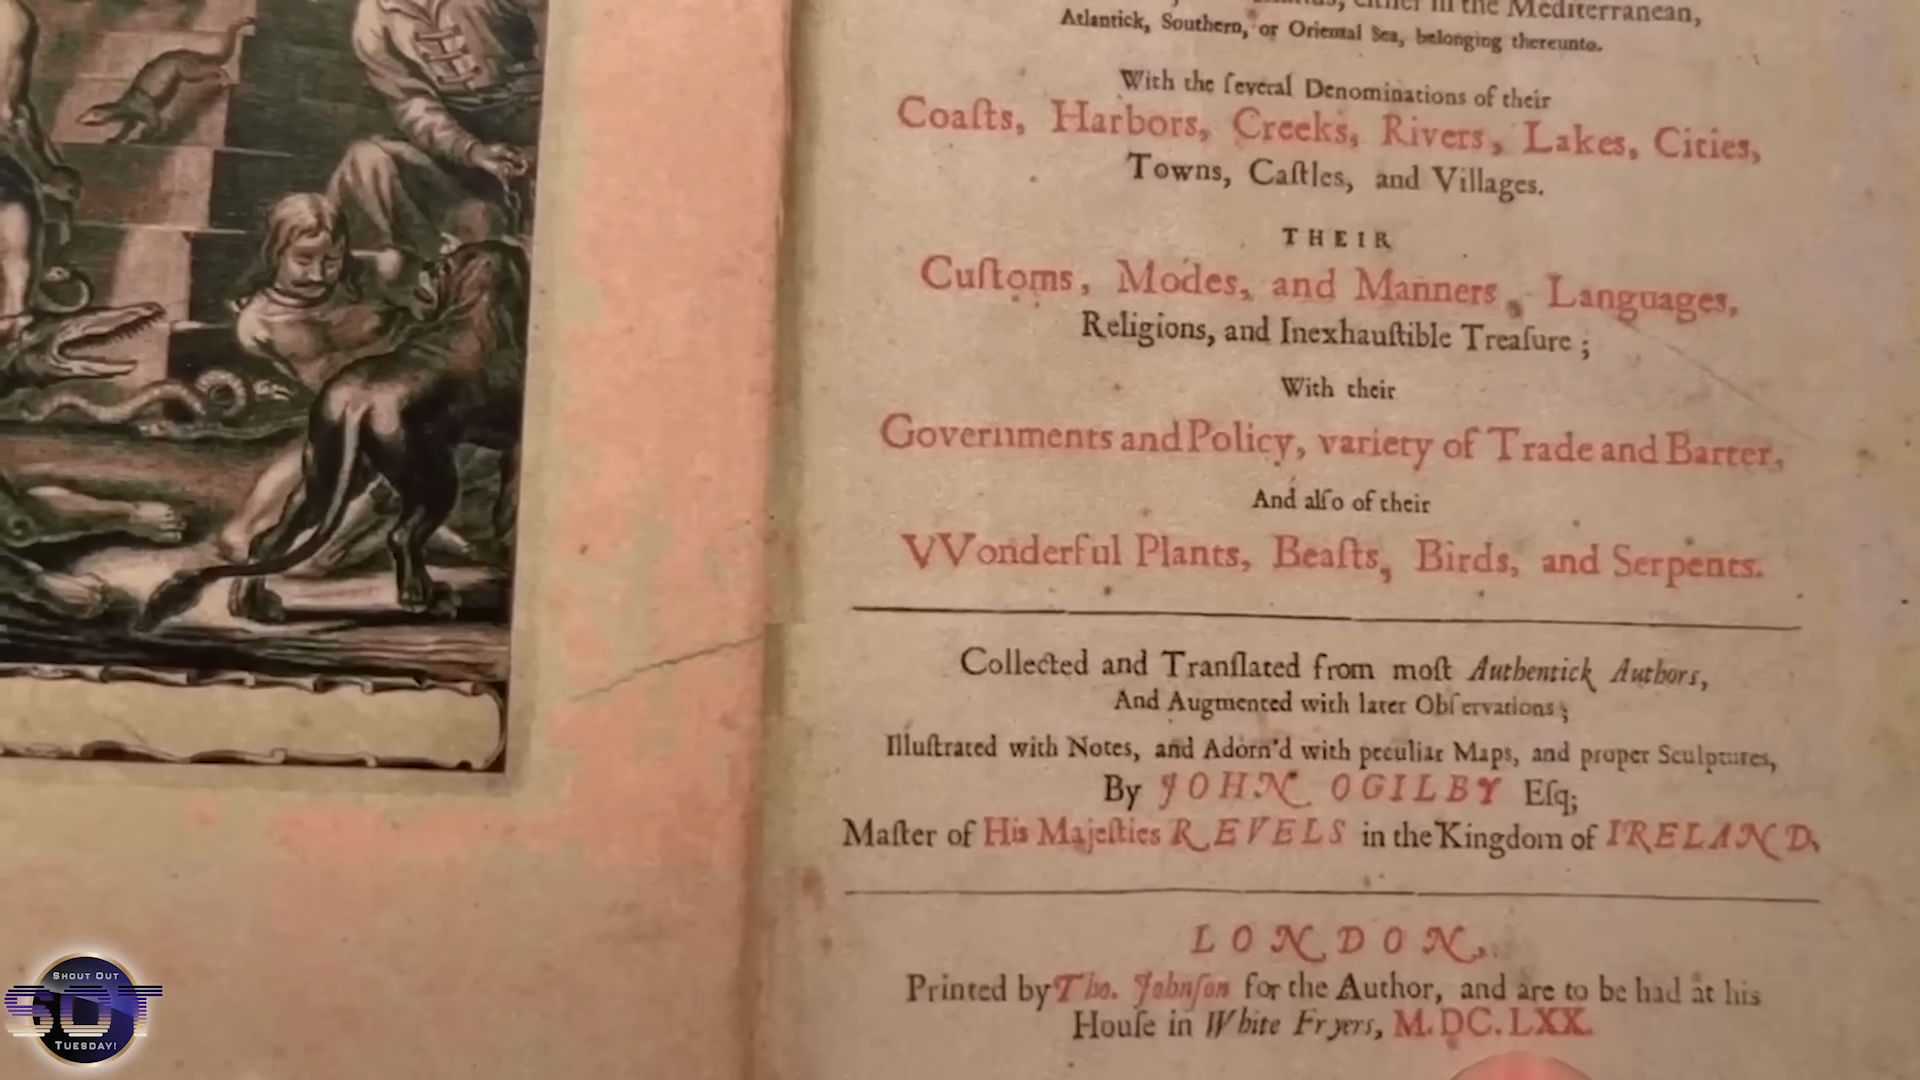 either in the Mediterranean,
Atlantick, Southern, or Oriental Sea, belonging thereunto.
With the ſeveral Denominations of their
Coaſts, Harbors, Creeks, Rivers, Lakes, Cities,
Towns, Caſtles, and Villages.
THEIR
Cuſtoms, Modes, and Manners, Languages,
Religions, and Inexhauſtible Treaſure;
With their
Governments and Policy, variety of Trade and Barter,
And alſo of their
VVonderful Plants, Beaſts, Birds, and Serpents.
Collected and Tranſlated from moſt Authentick Authors,
And Augmented with later Obſervations;
Illuſtrated with Notes, and Adorn'd with peculiar Maps, and proper Sculptures,
By JOHN OGILBY Eſq;
Maſter of His Majeſties REVELS in the Kingdom of IRELAND,
LONDON,
Printed by Tho. Johnſon for the Author, and are to be had at his
Houſe in White Fryers, M.DC.LXX.
SHOUT OUT
SOT
TUESDAY!